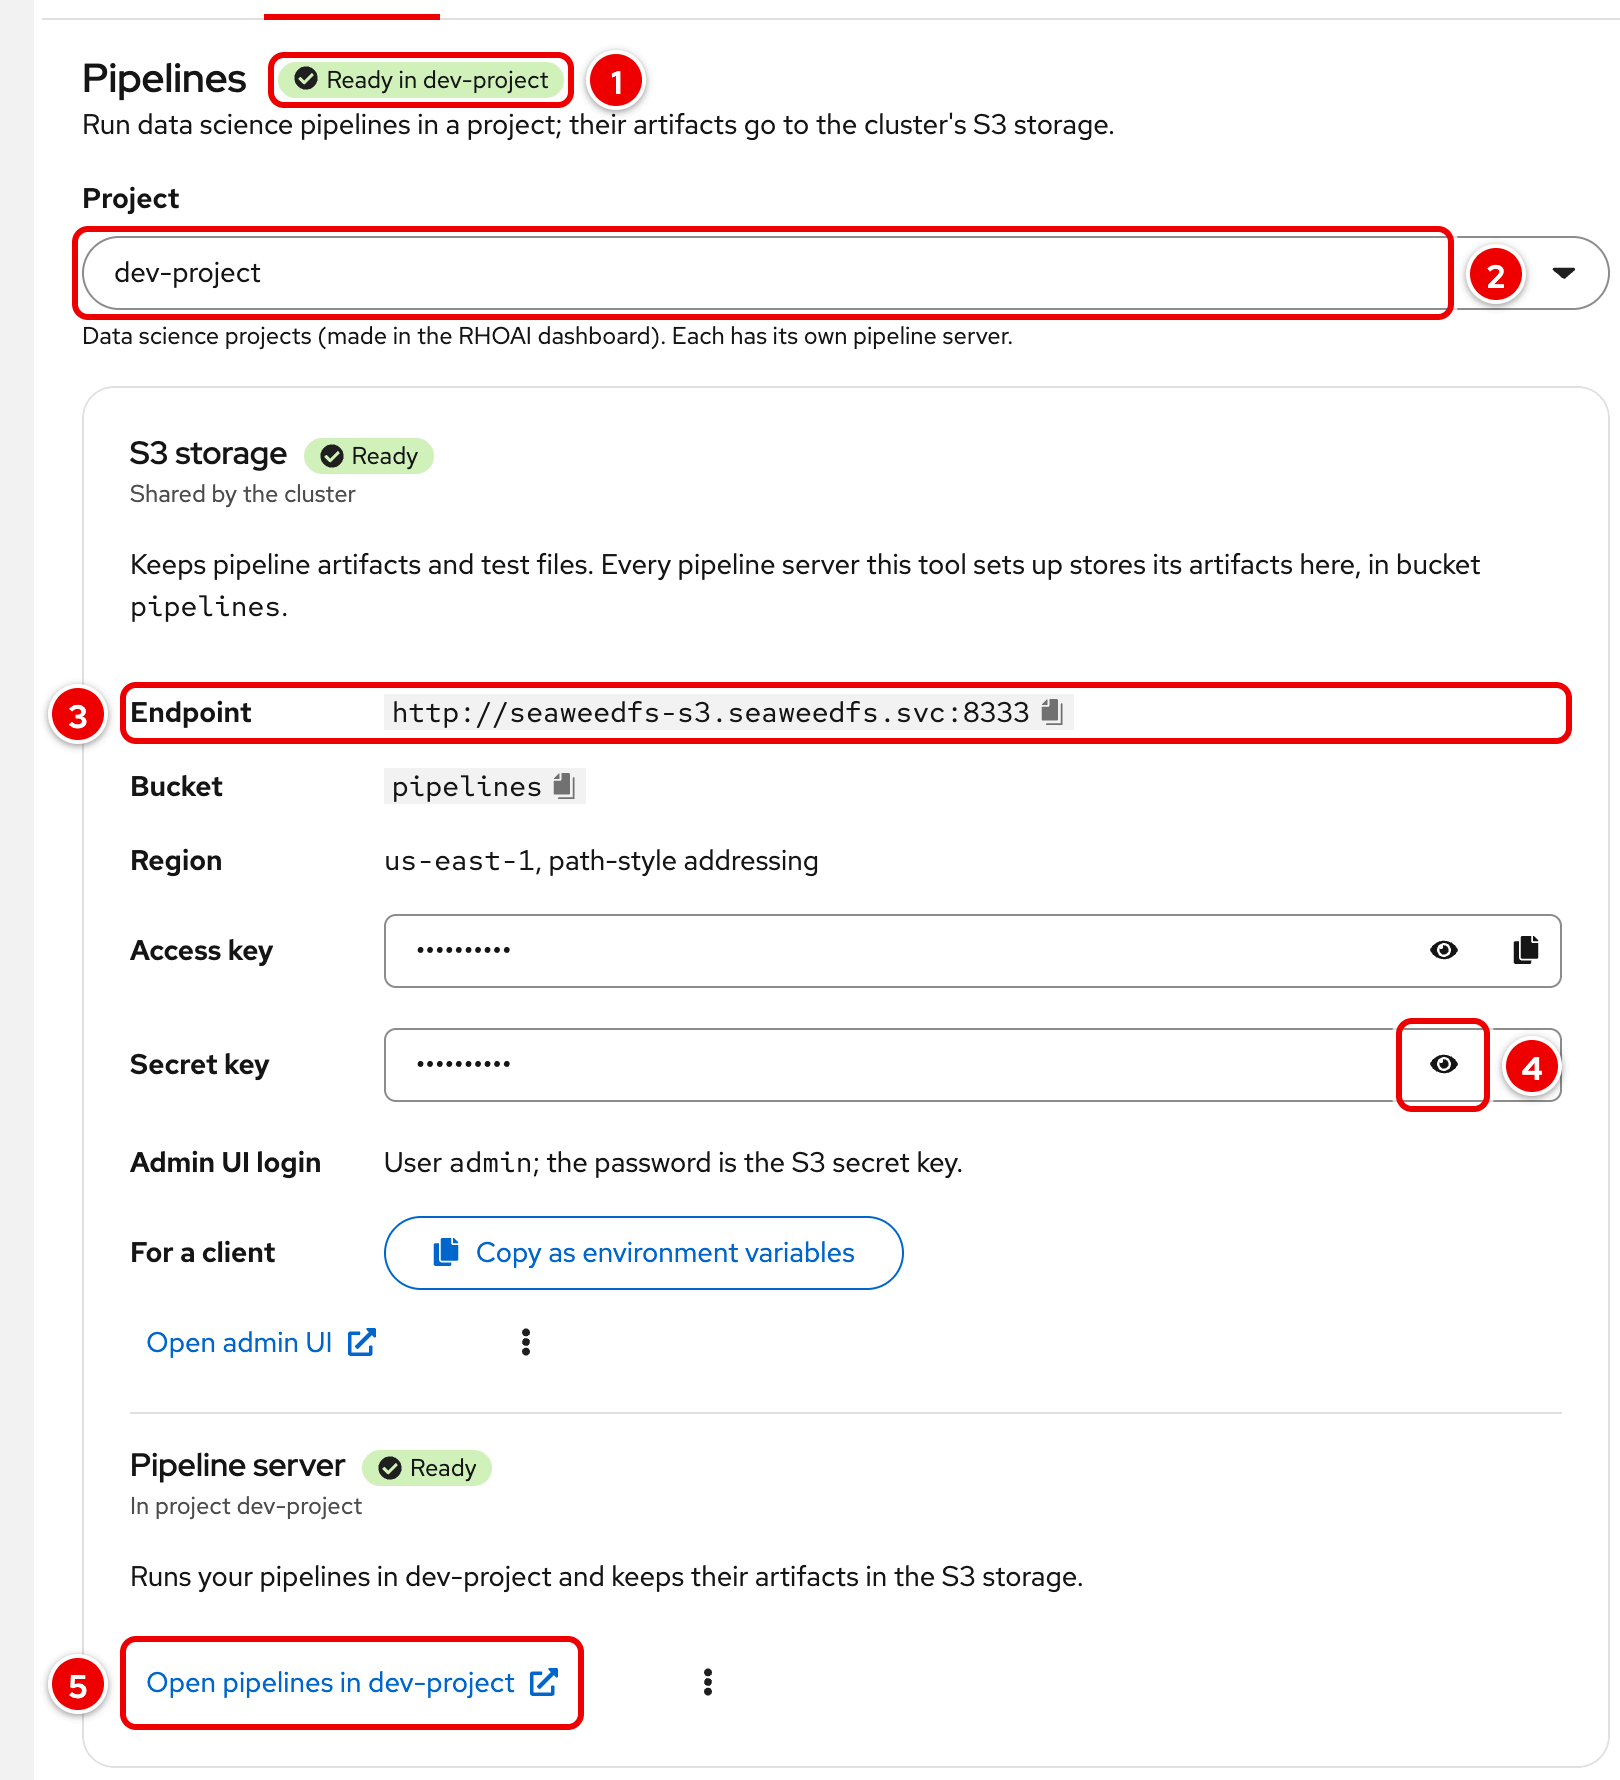 Pipelines
Ready in dev-project
1
Run data science pipelines in a project; their artifacts go to the cluster's S3 storage.
Project
dev-project
2
Data science projects (made in the RHOAI dashboard). Each has its own pipeline server.
S3 storage
Ready
Shared by the cluster
Keeps pipeline artifacts and test files. Every pipeline server this tool sets up stores its artifacts here, in bucket
pipelines.
3
Endpoint
http://seaweedfs-s3.seaweedfs.svc:8333
Bucket
pipelines
Region
us-east-1, path-style addressing
Access key
••••••••••
Secret key
••••••••••
4
Admin UI login
User admin; the password is the S3 secret key.
For a client
Copy as environment variables
Open admin UI
Pipeline server
Ready
In project dev-project
Runs your pipelines in dev-project and keeps their artifacts in the S3 storage.
5
Open pipelines in dev-project